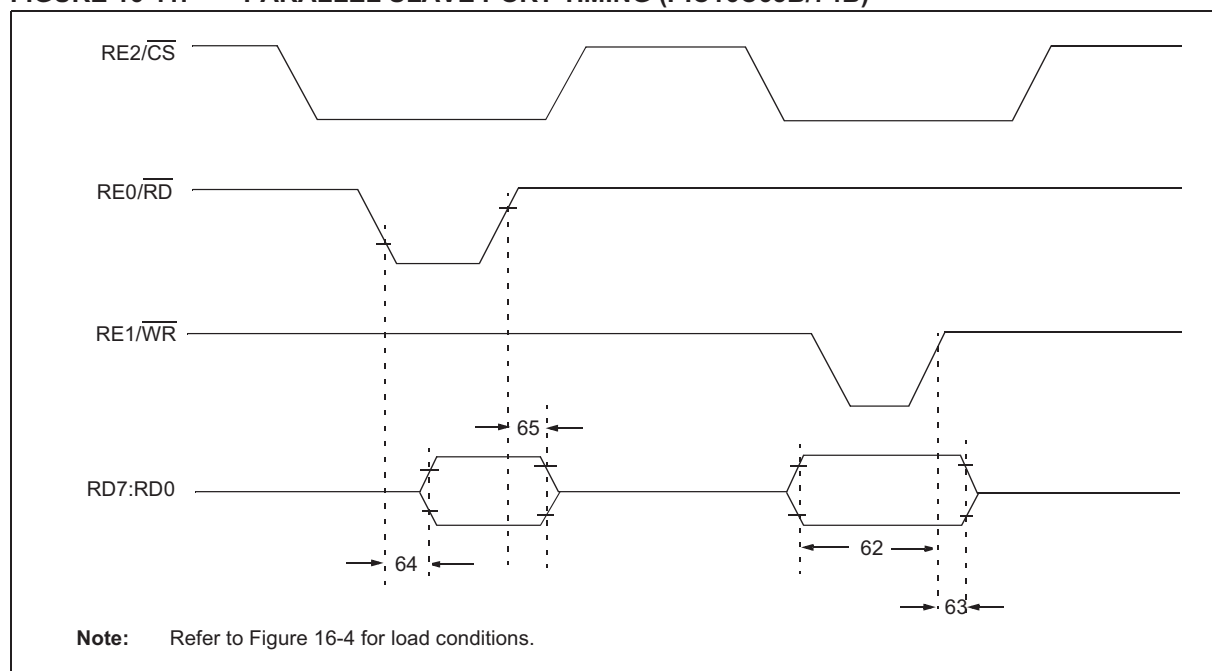 RE2/CS
RE0/RD
RE1/WR
65
RD7:RD0
64
62
63
Note: Refer to Figure 16-4 for load conditions.